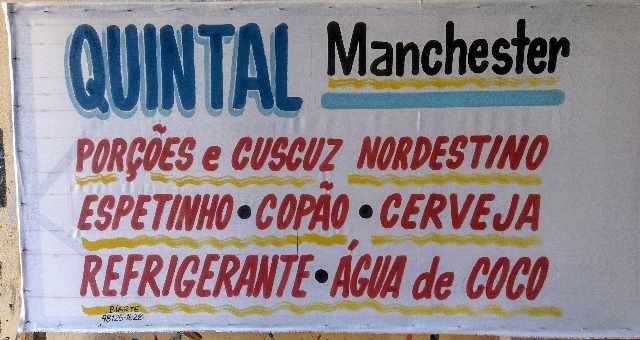 QUINTAL Manchester
PORÇÕES e CUSCUZ NORDESTINO
ESPETINHO • COPÃO • CERVEJA
REFRIGERANTE • ÁGUA de COCO